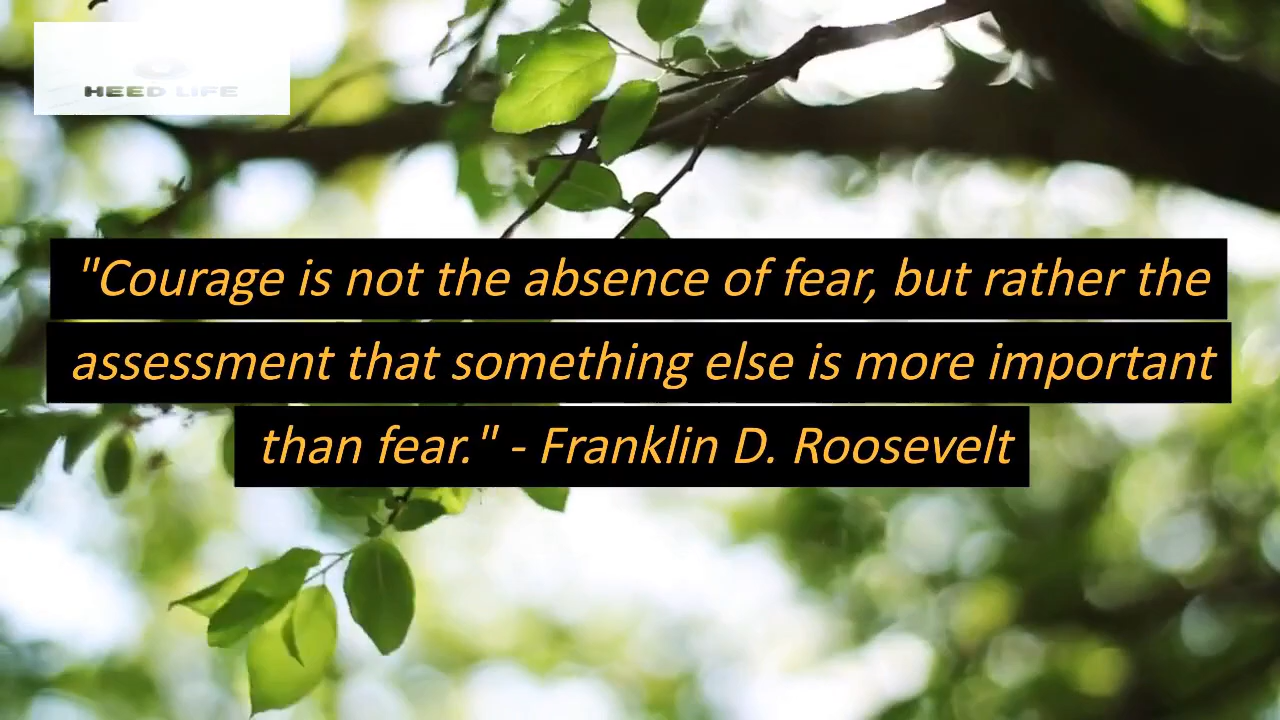 HEED LIFE
"Courage is not the absence of fear, but rather the
assessment that something else is more important
than fear." - Franklin D. Roosevelt